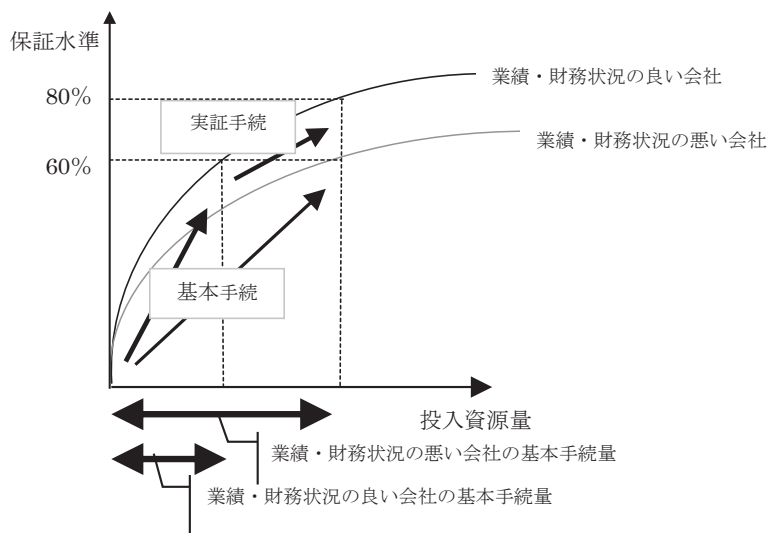 保証水準
業績・財務状況の良い会社
80%
実証手続
業績・財務状況の悪い会社
60%
基本手続
投入資源量
業績・財務状況の悪い会社の基本手続量
業績・財務状況の良い会社の基本手続量